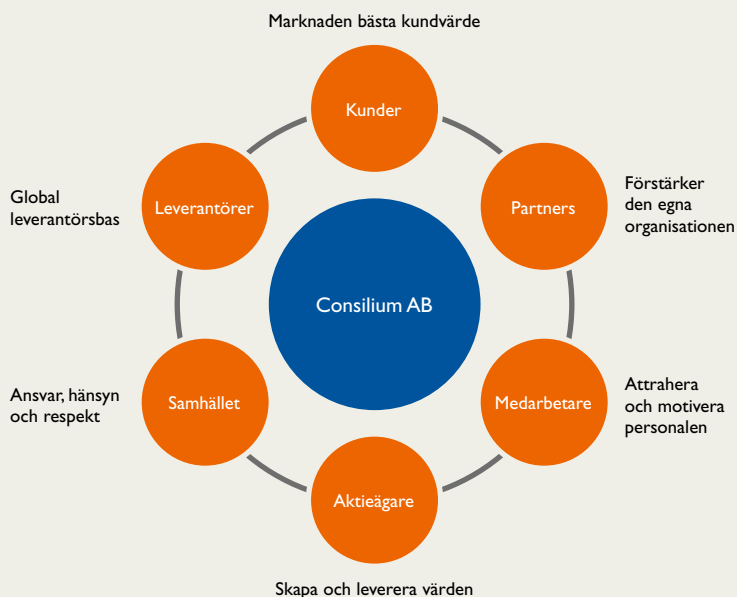 Marknaden bästa kundvärde
Kunder
Global
leverantörsbas
Leverantörer
Partners
Förstärker
den egna
organisationen
Consilium AB
Ansvar, hänsyn
och respekt
Samhället
Medarbetare
Attrahera
och motivera
personalen
Aktieägare
Skapa och leverera värden